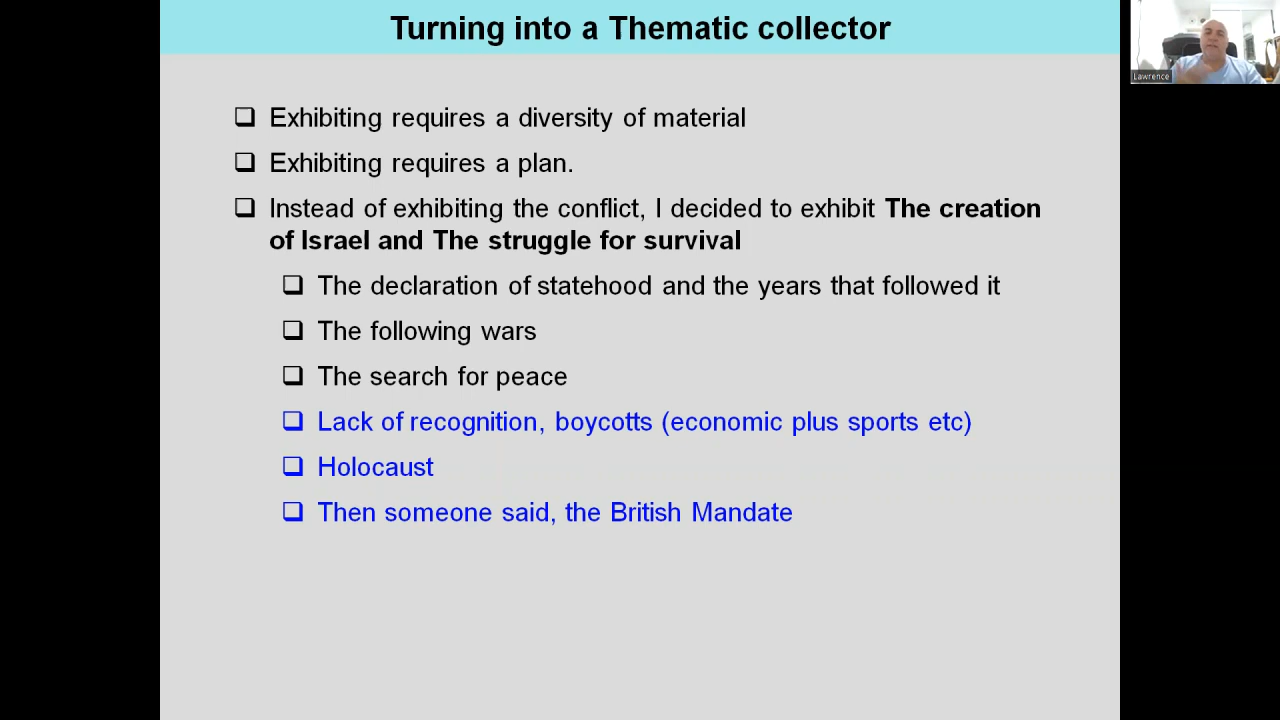 Turning into a Thematic collector
Lawrence
Exhibiting requires a diversity of material
Exhibiting requires a plan.
Instead of exhibiting the conflict, I decided to exhibit The creation
of Israel and The struggle for survival
The declaration of statehood and the years that followed it
The following wars
The search for peace
Lack of recognition, boycotts (economic plus sports etc)
Holocaust
Then someone said, the British Mandate